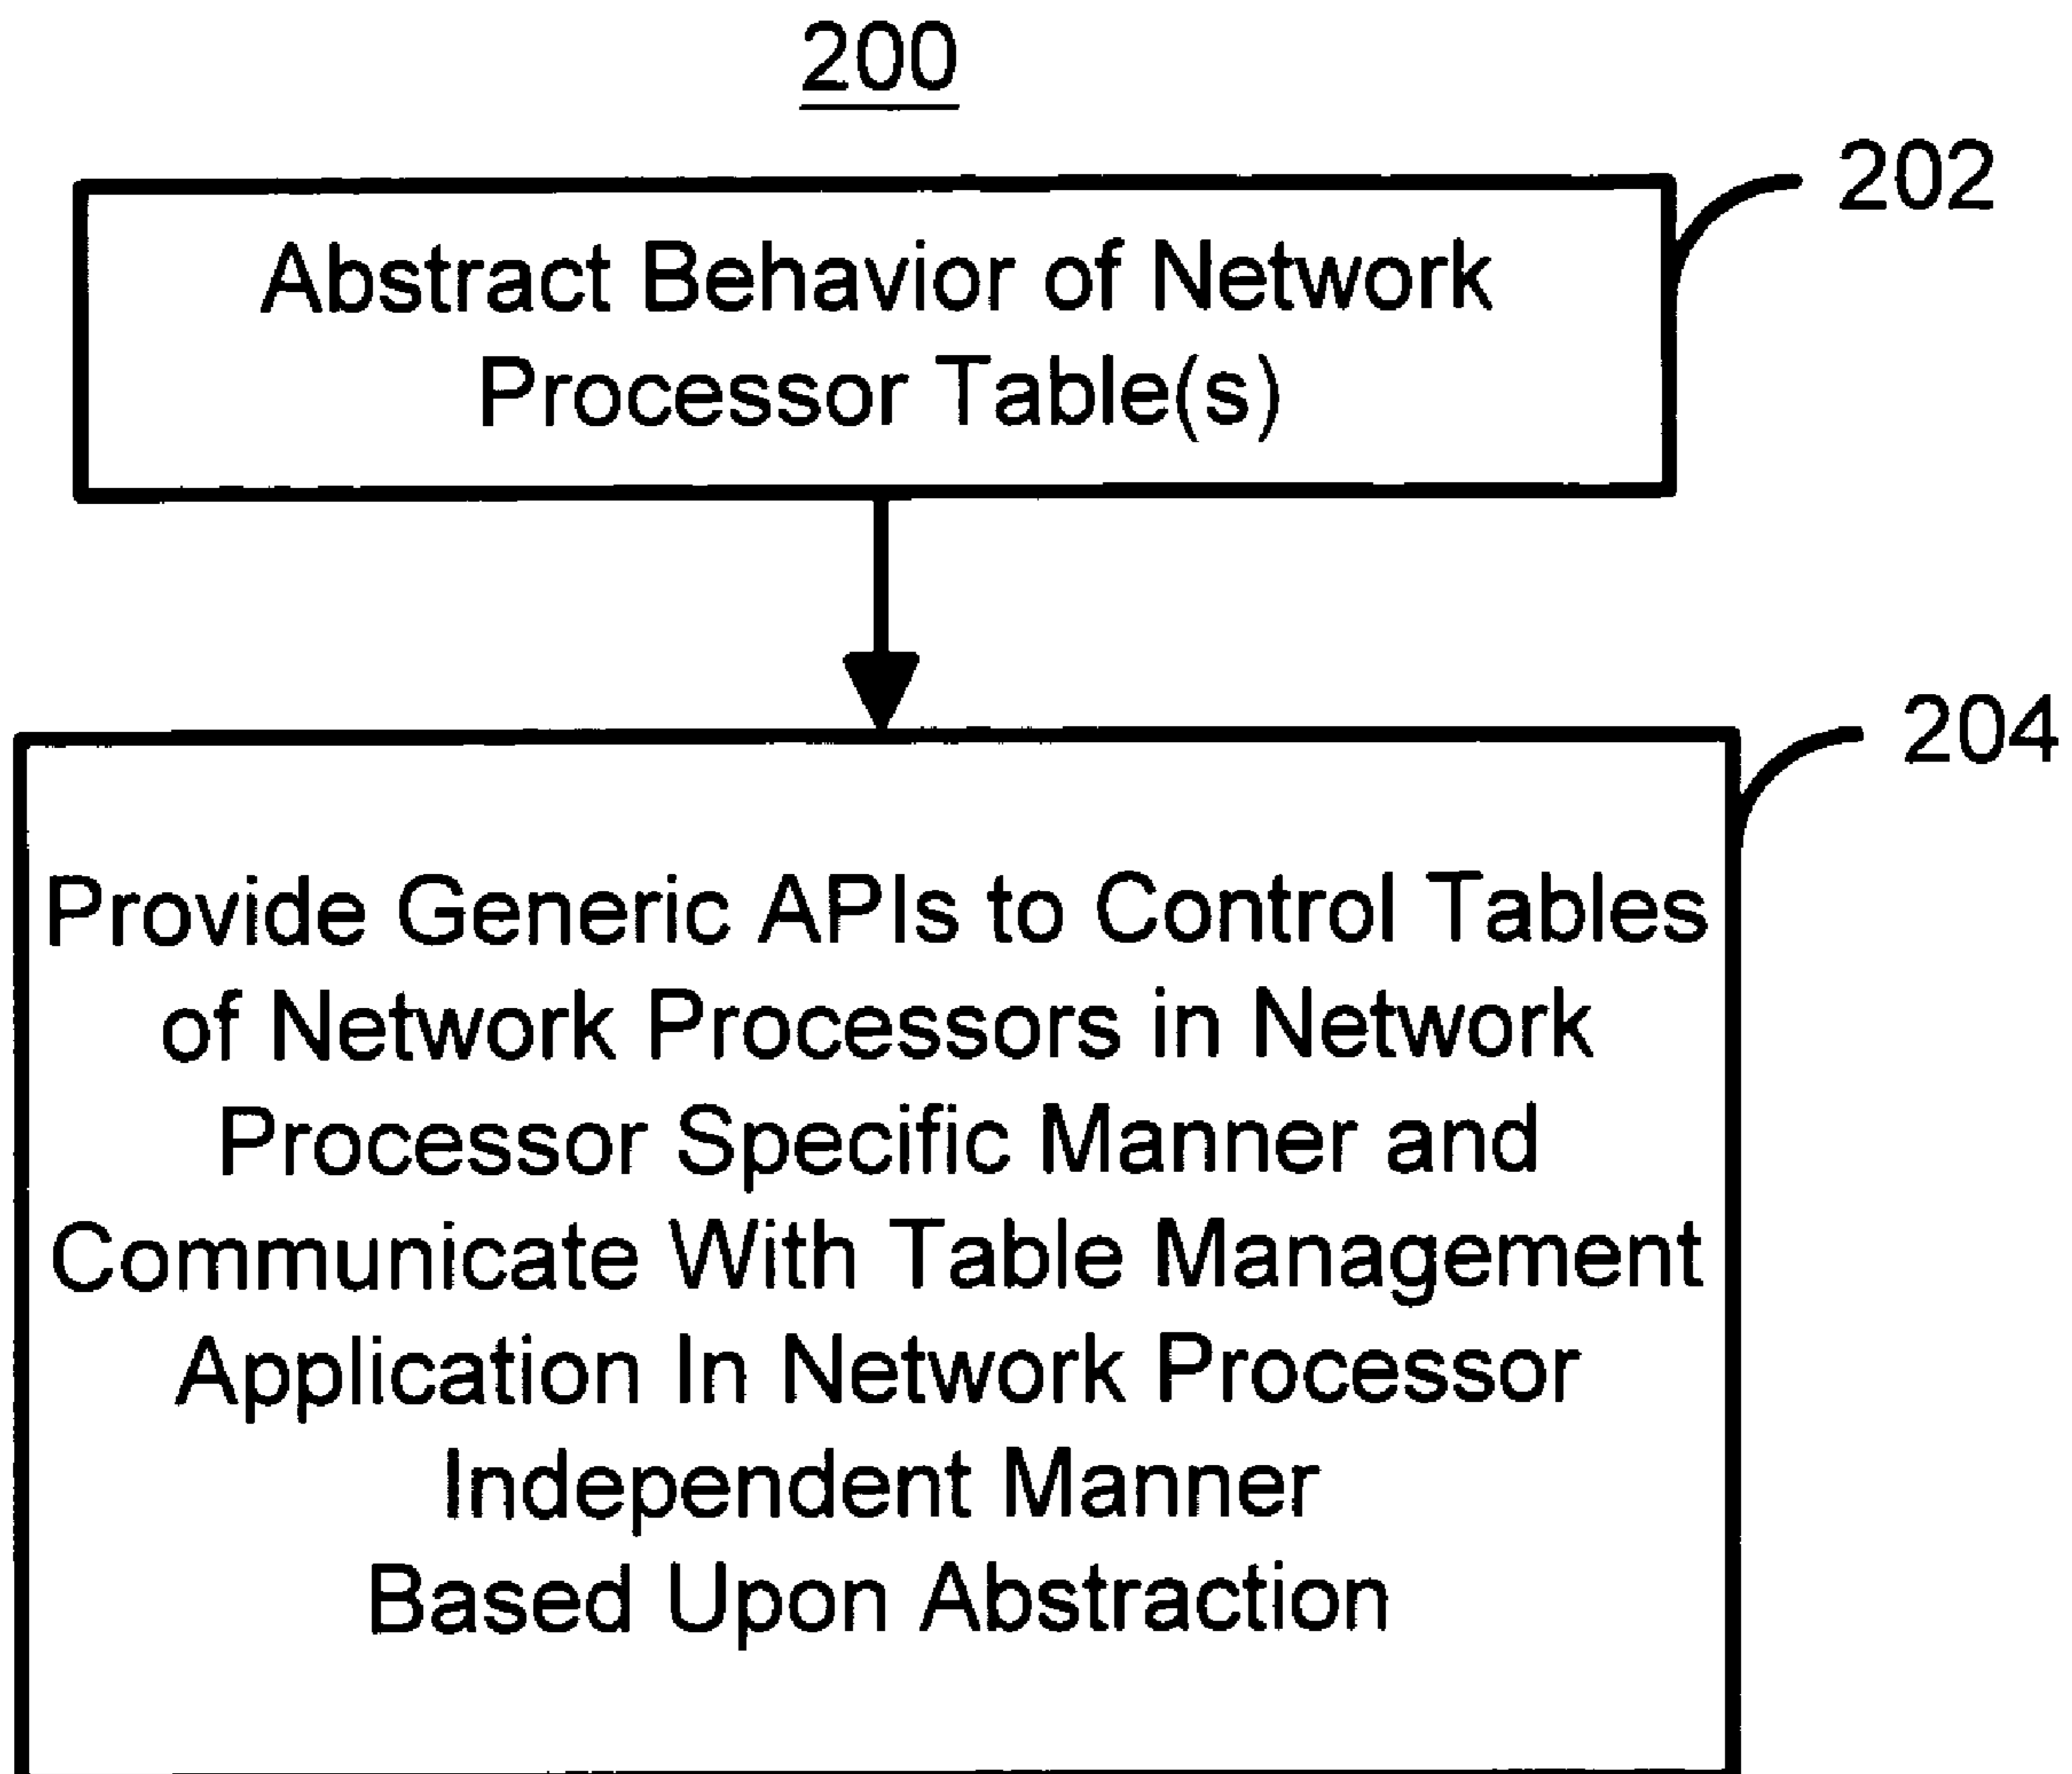 200
202
Abstract Behavior of Network
Processor Table(s)
204
Provide Generic APIs to Control Tables
of Network Processors in Network
Processor Specific Manner and
Communicate With Table Management
Application In Network Processor
Independent Manner
Based Upon Abstraction